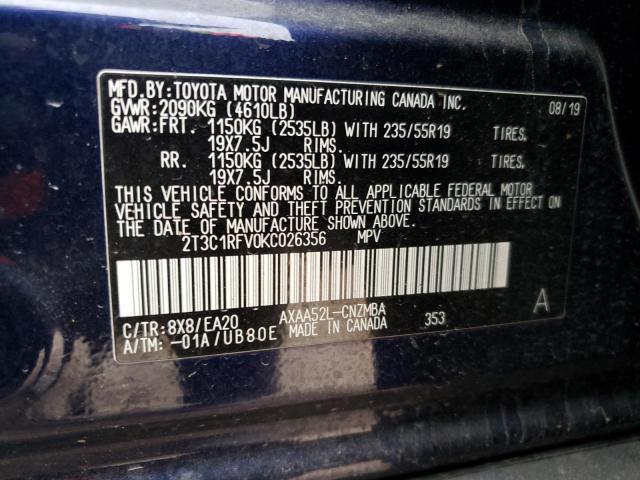 MFD.BY:TOYOTA MOTOR MANUFACTURING CANADA INC. 08/19
GVWR:2090KG (4610LB)
GAWR:FRT. 1150KG (2535LB) WITH 235/55R19 TIRES,
19X7.5J RIMS.
RR. 1150KG (2535LB) WITH 235/55R19 TIRES,
19X7.5J RIMS.
THIS VEHICLE CONFORMS TO ALL APPLICABLE FEDERAL MOTOR
VEHICLE SAFETY AND THEFT PREVENTION STANDARDS IN EFFECT ON
THE DATE OF MANUFACTURE SHOWN ABOVE.
2T3C1RFV0KC026356 MPV
C/TR:8X8/EA20 AXAA52L-CNZMBA 353 A
A/TM:-01A/UB80E MADE IN CANADA